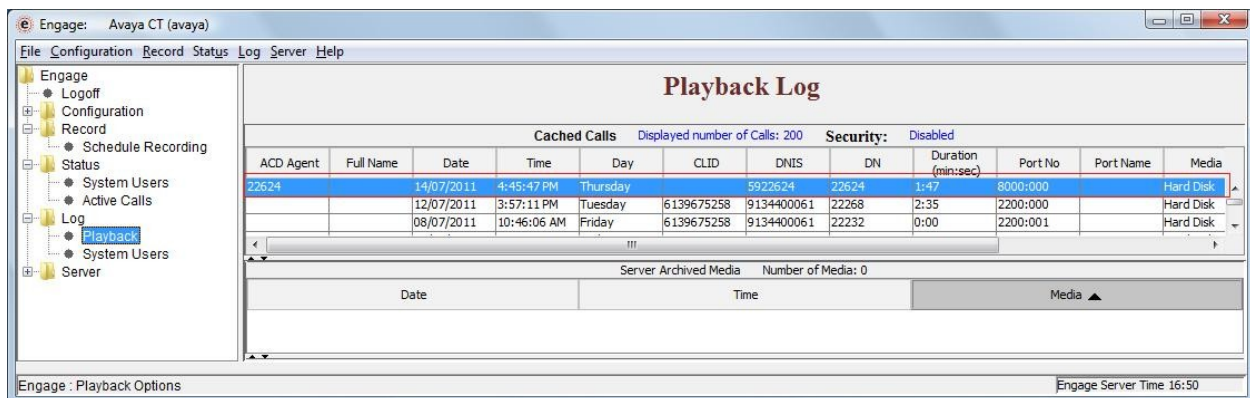 Engage: Avaya CT (avaya)
File Configuration Record Status Log Server Help
Engage
Logoff
Configuration
Record
Schedule Recording
Status
System Users
Active Calls
Log
Playback
System Users
Server
Playback Log
Cached Calls Displayed number of Calls: 200 Security: Disabled
ACD Agent Full Name Date Time Day CLID DNIS DN Duration (min:sec) Port No Port Name Media
22624 14/07/2011 4:45:47 PM Thursday 5922624 22624 1:47 8000:000 Hard Disk
12/07/2011 3:57:11 PM Tuesday 6139675258 9134400061 22268 2:35 2200:000 Hard Disk
08/07/2011 10:46:06 AM Friday 6139675258 9134400061 22232 0:00 2200:001 Hard Disk
Server Archived Media Number of Media: 0
Date Time Media
Engage : Playback Options
Engage Server Time 16:50